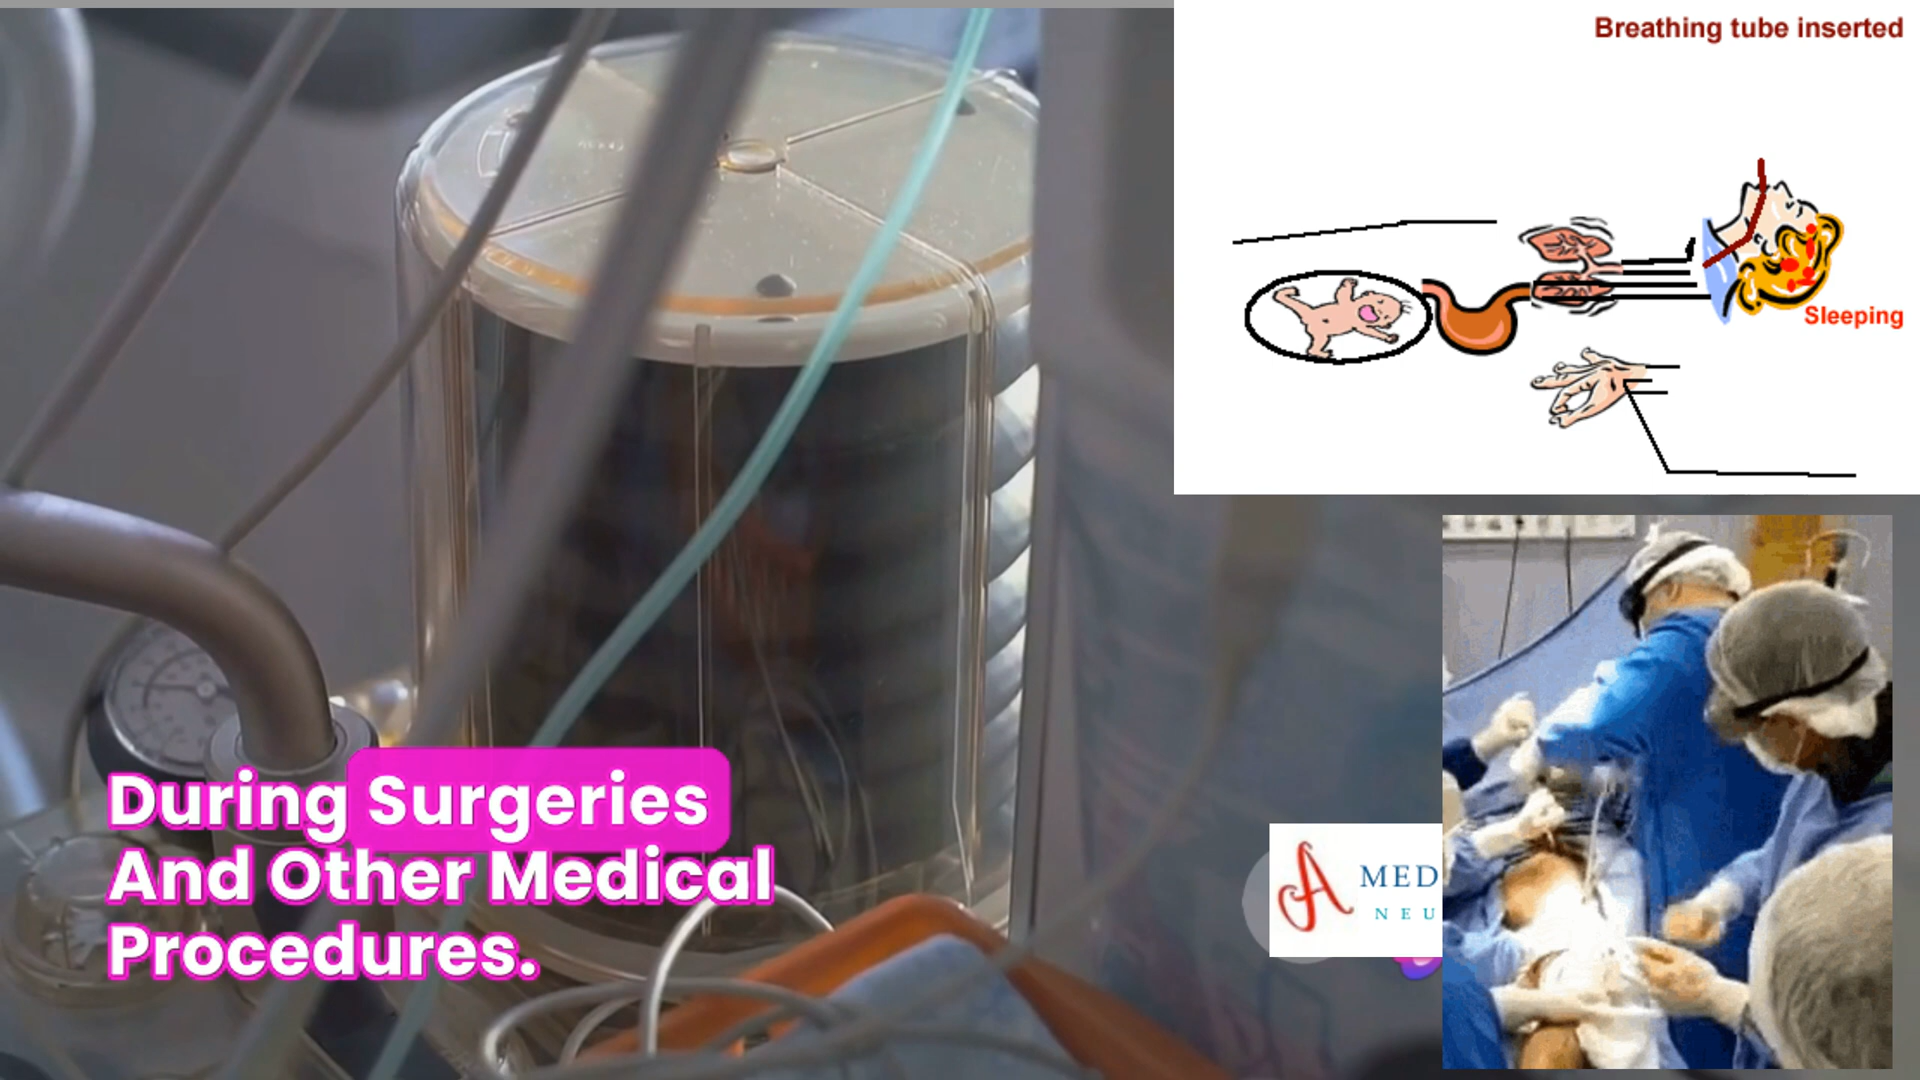 Breathing tube inserted
Sleeping
During Surgeries
And Other Medical
Procedures.
A MED
NEU